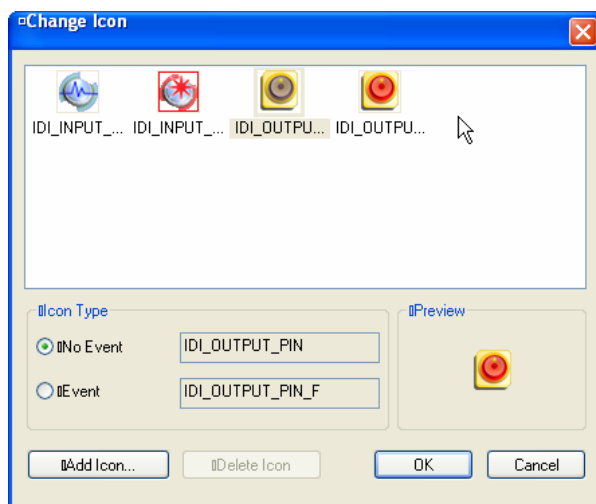 ▯Change Icon
IDI_INPUT_... IDI_INPUT_... IDI_OUTPU... IDI_OUTPU...
▯Icon Type
▯Preview
▯No Event IDI_OUTPUT_PIN
▯Event IDI_OUTPUT_PIN_F
▯Add Icon... ▯Delete Icon OK Cancel